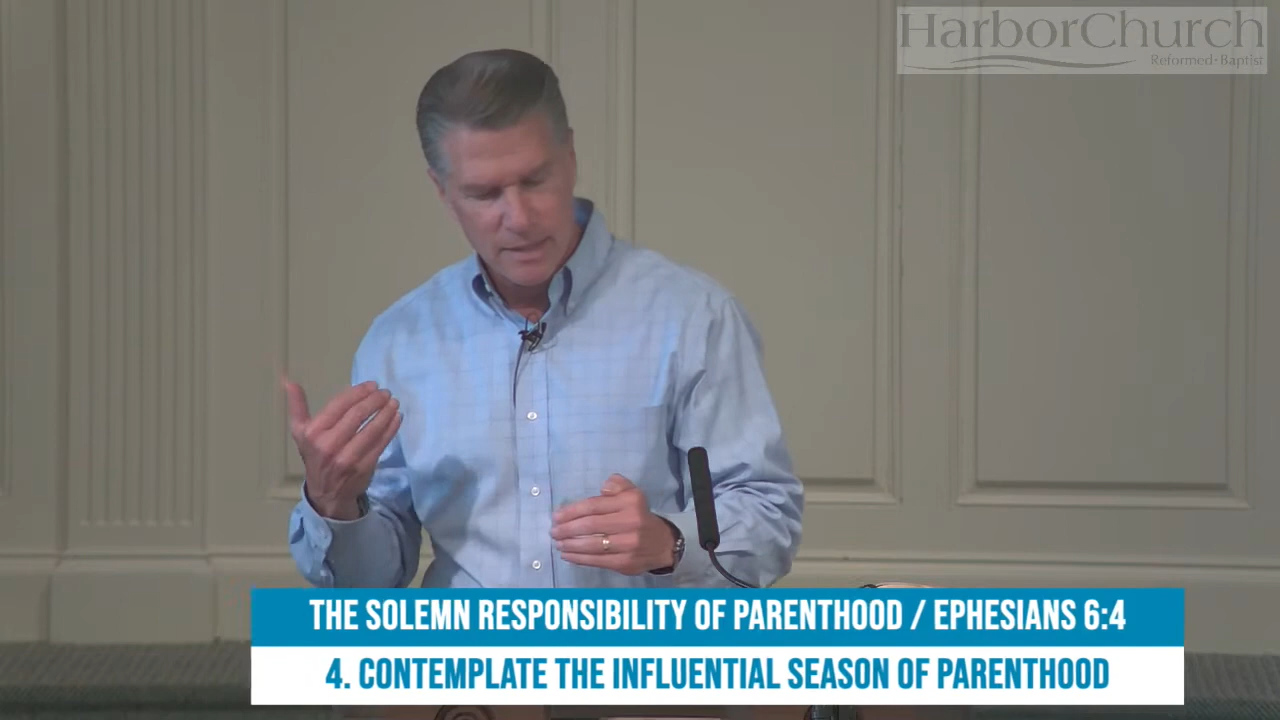 HarborChurch
Reformed•Baptist
THE SOLEMN RESPONSIBILITY OF PARENTHOOD / EPHESIANS 6:4
4. CONTEMPLATE THE INFLUENTIAL SEASON OF PARENTHOOD